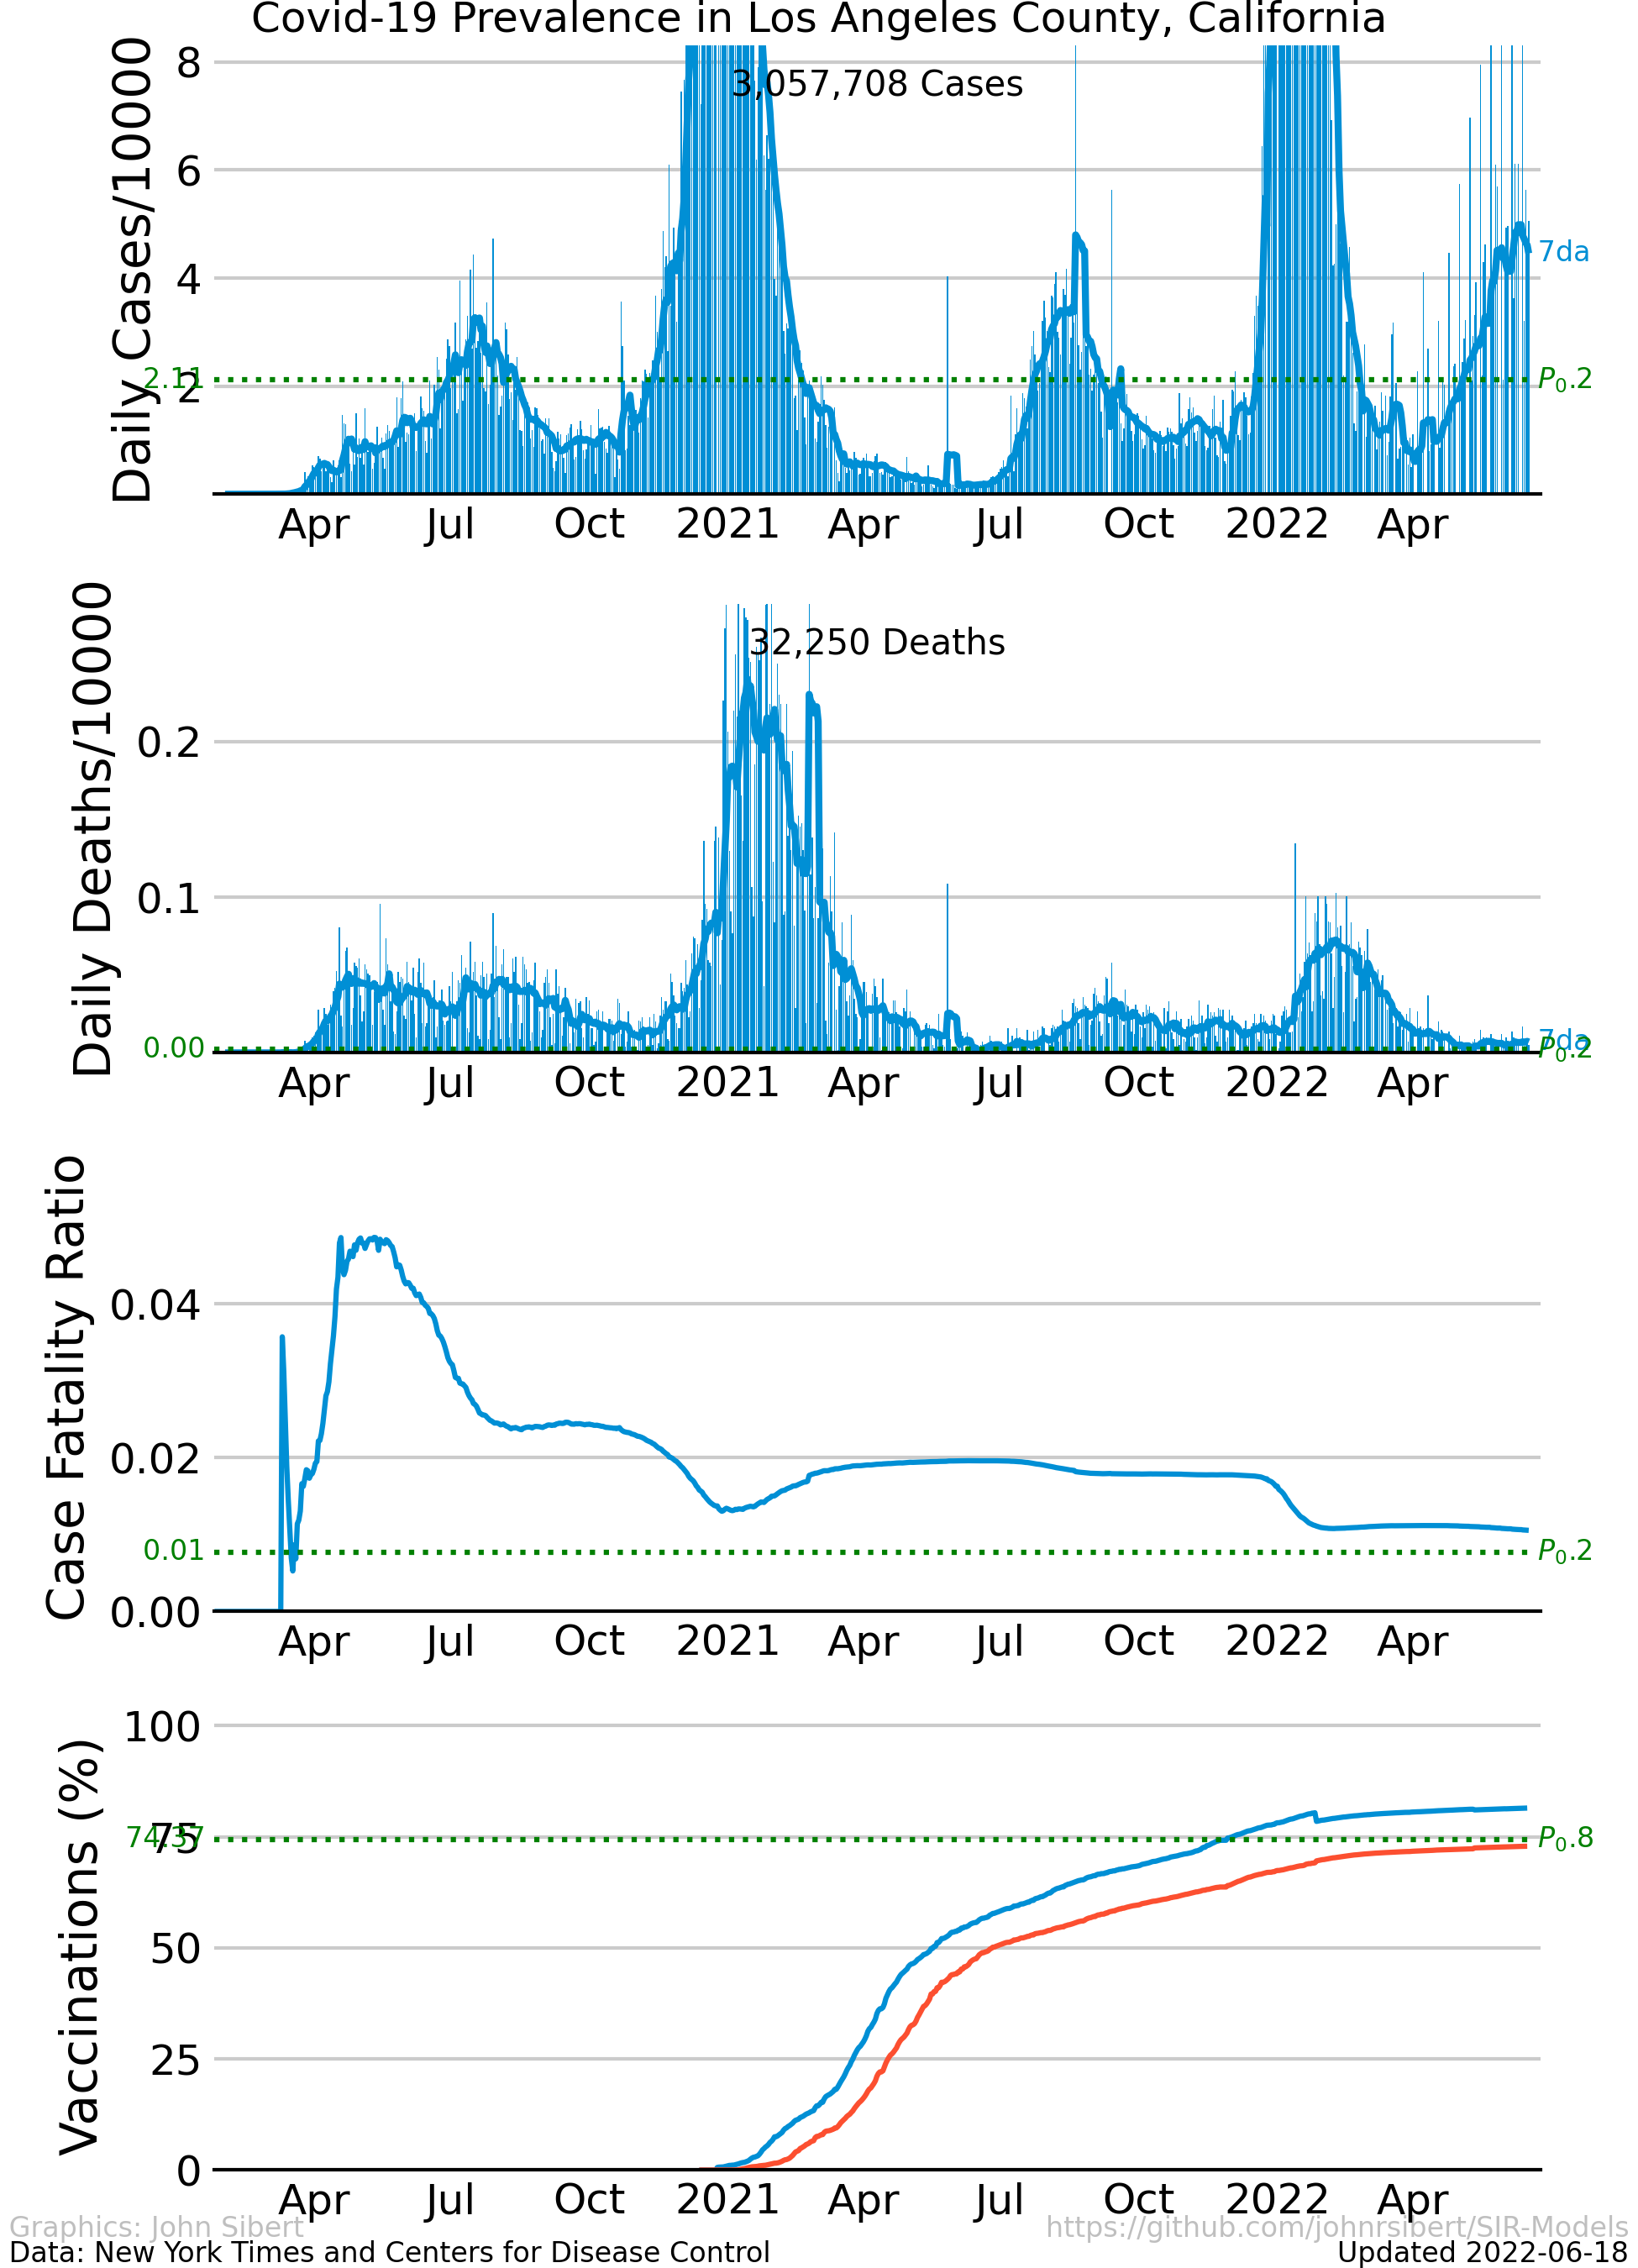 Covid-19 Prevalence in Los Angeles County, California
Daily Cases/10000
8
6
4
2
2.11
3,057,708 Cases
7da
P0.2
Apr Jul Oct 2021 Apr Jul Oct 2022 Apr
Daily Deaths/10000
0.2
0.1
0.00
32,250 Deaths
7da
P0.2
Apr Jul Oct 2021 Apr Jul Oct 2022 Apr
Case Fatality Ratio
0.04
0.02
0.01
0.00
P0.2
Apr Jul Oct 2021 Apr Jul Oct 2022 Apr
Vaccinations (%)
100
75
74.37
50
25
0
P0.8
Apr Jul Oct 2021 Apr Jul Oct 2022 Apr
Graphics: John Sibert https://github.com/johnrsibert/SIR-Models
Data: New York Times and Centers for Disease Control Updated 2022-06-18